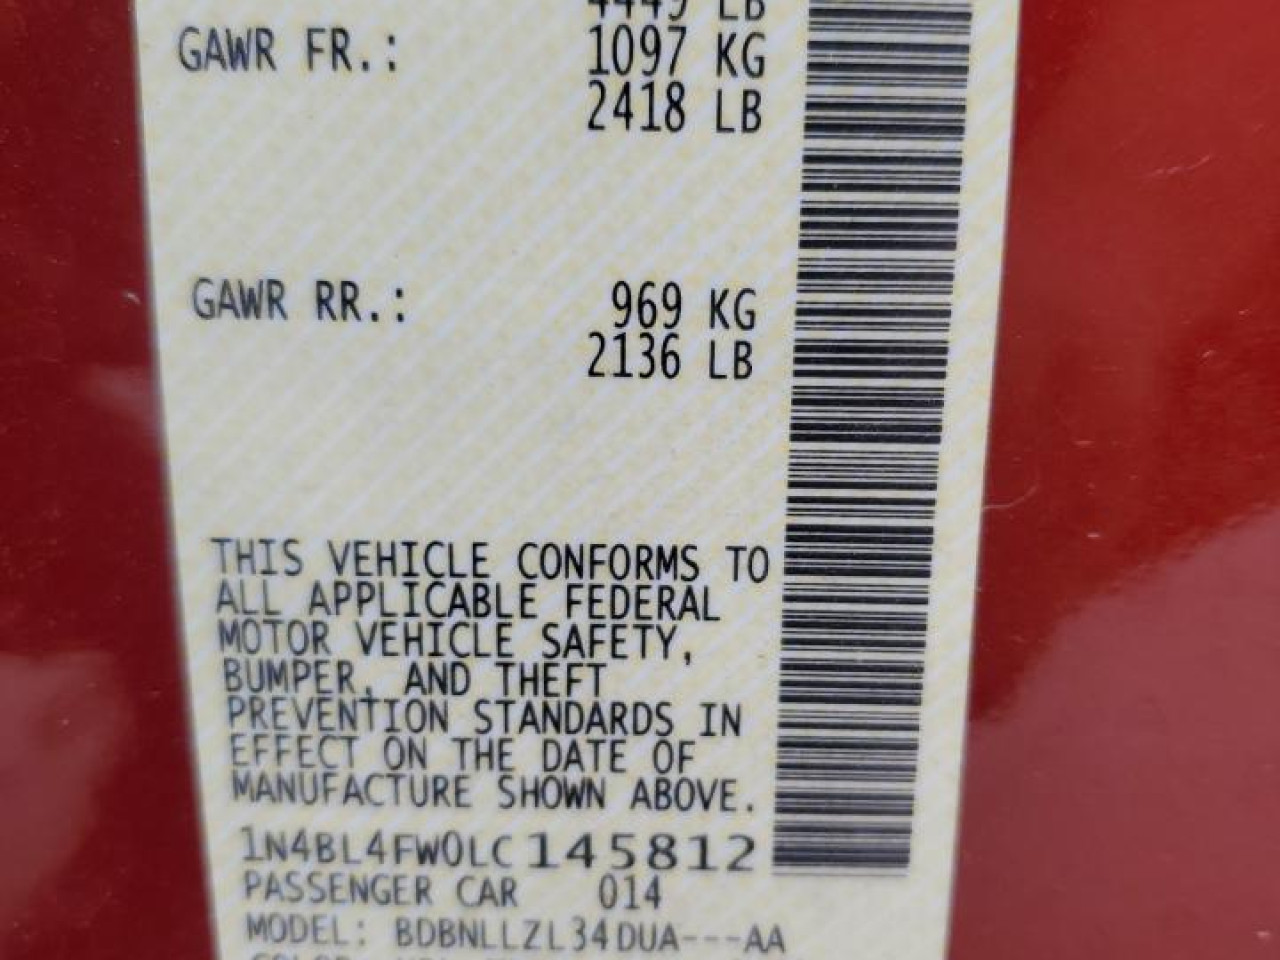 4449 LB
GAWR FR.: 1097 KG
2418 LB
GAWR RR.: 969 KG
2136 LB
THIS VEHICLE CONFORMS TO
ALL APPLICABLE FEDERAL
MOTOR VEHICLE SAFETY,
BUMPER, AND THEFT
PREVENTION STANDARDS IN
EFFECT ON THE DATE OF
MANUFACTURE SHOWN ABOVE.
1N4BL4FW0LC145812
PASSENGER CAR 014
MODEL: BDBNLLZL34DUA---AA